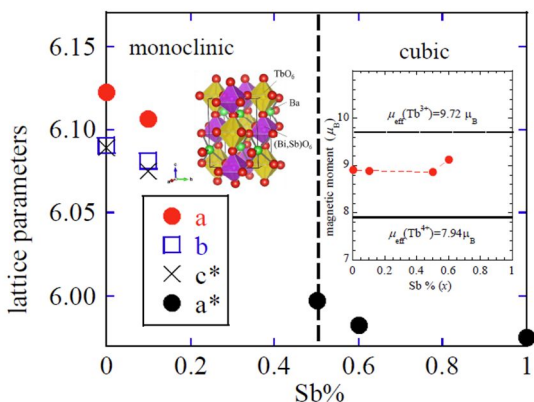 6.15
6.10
6.05
6.00
lattice parameters
monoclinic
cubic
TbO6
Ba
(Bi,Sb)O6
a
b
c*
a*
0
0.2
0.4
0.6
0.8
1
Sb%
magnetic moment (μB)
10
9
8
7
μeff(Tb3+)=9.72 μB
μeff(Tb4+)=7.94 μB
0
0.2
0.4
0.6
0.8
1
Sb % (x)